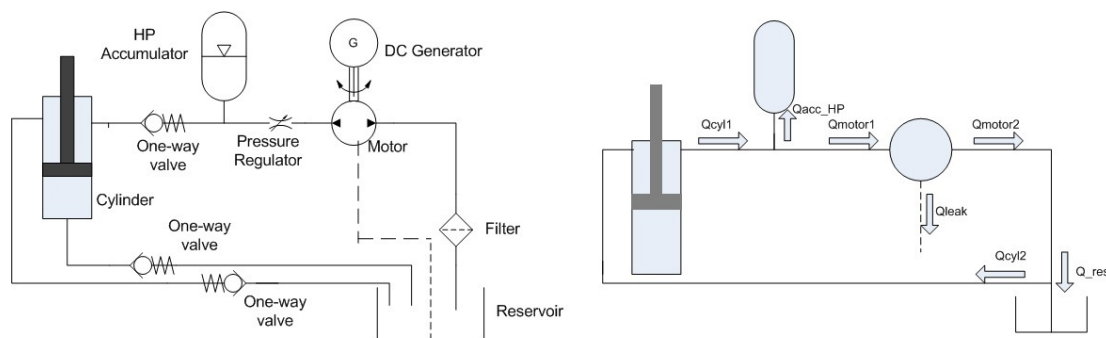 HP
Accumulator
G
DC Generator
One-way
valve
Pressure
Regulator
Motor
Cylinder
One-way
valve
Filter
One-way
valve
Reservoir
Qacc_HP
Qcyl1
Qmotor1
Qmotor2
Qleak
Qcyl2
Q_res